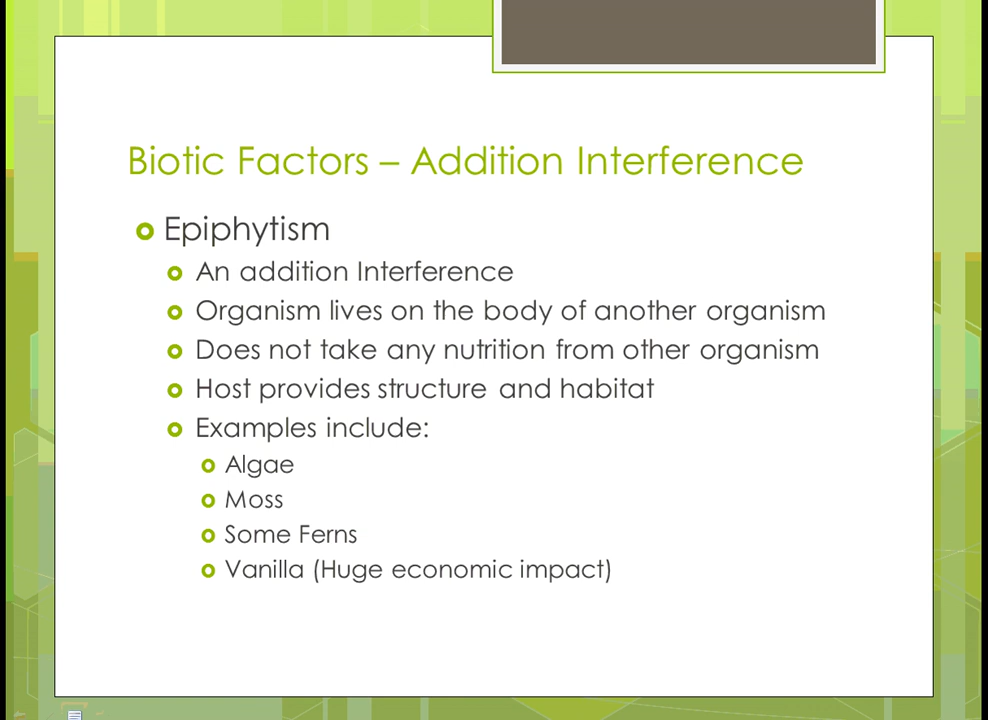 Biotic Factors – Addition Interference
Epiphytism
An addition Interference
Organism lives on the body of another organism
Does not take any nutrition from other organism
Host provides structure and habitat
Examples include:
Algae
Moss
Some Ferns
Vanilla (Huge economic impact)